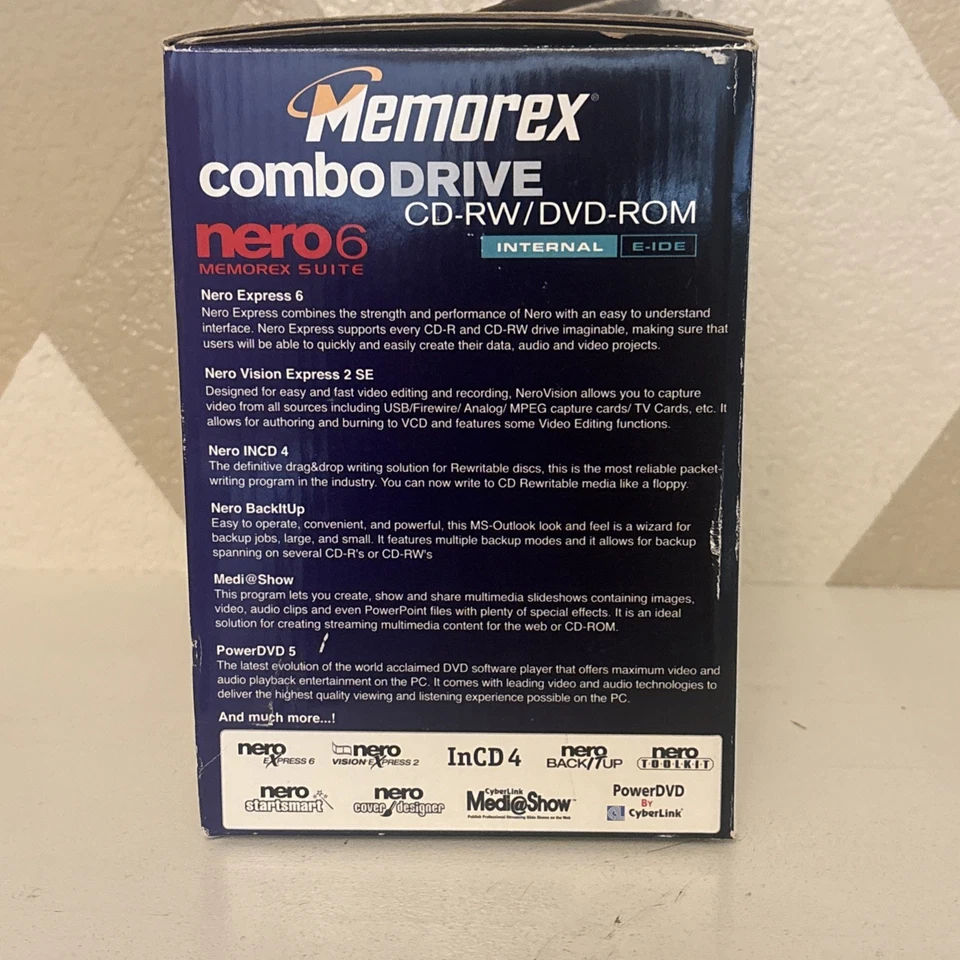 Memorex®
comboDRIVE
CD-RW/DVD-ROM
nero6
INTERNAL E-IDE
MEMOREX SUITE
Nero Express 6
Nero Express combines the strength and performance of Nero with an easy to understand
interface. Nero Express supports every CD-R and CD-RW drive imaginable, making sure that
users will be able to quickly and easily create their data, audio and video projects.
Nero Vision Express 2 SE
Designed for easy and fast video editing and recording, NeroVision allows you to capture
video from all sources including USB/Firewire/ Analog/ MPEG capture cards/ TV Cards, etc. It
allows for authoring and burning to VCD and features some Video Editing functions.
Nero INCD 4
The definitive drag&drop writing solution for Rewritable discs, this is the most reliable packet-
writing program in the industry. You can now write to CD Rewritable media like a floppy.
Nero BackItUp
Easy to operate, convenient, and powerful, this MS-Outlook look and feel is a wizard for
backup jobs, large, and small. It features multiple backup modes and it allows for backup
spanning on several CD-R's or CD-RW's
Medi@Show
This program lets you create, show and share multimedia slideshows containing images,
video, audio clips and even PowerPoint files with plenty of special effects. It is an ideal
solution for creating streaming multimedia content for the web or CD-ROM.
PowerDVD 5
The latest evolution of the world acclaimed DVD software player that offers maximum video and
audio playback entertainment on the PC. It comes with leading video and audio technologies to
deliver the highest quality viewing and listening experience possible on the PC.
And much more...!
nero EXPRESS 6
nero VISION EXPRESS 2
InCD 4
nero BACK IT UP
nero TOOLKIT
nero startsmart
nero cover designer
CyberLink Medi@Show™
Publish Professional Streaming Slide Shows on the Web
PowerDVD
BY
CyberLink